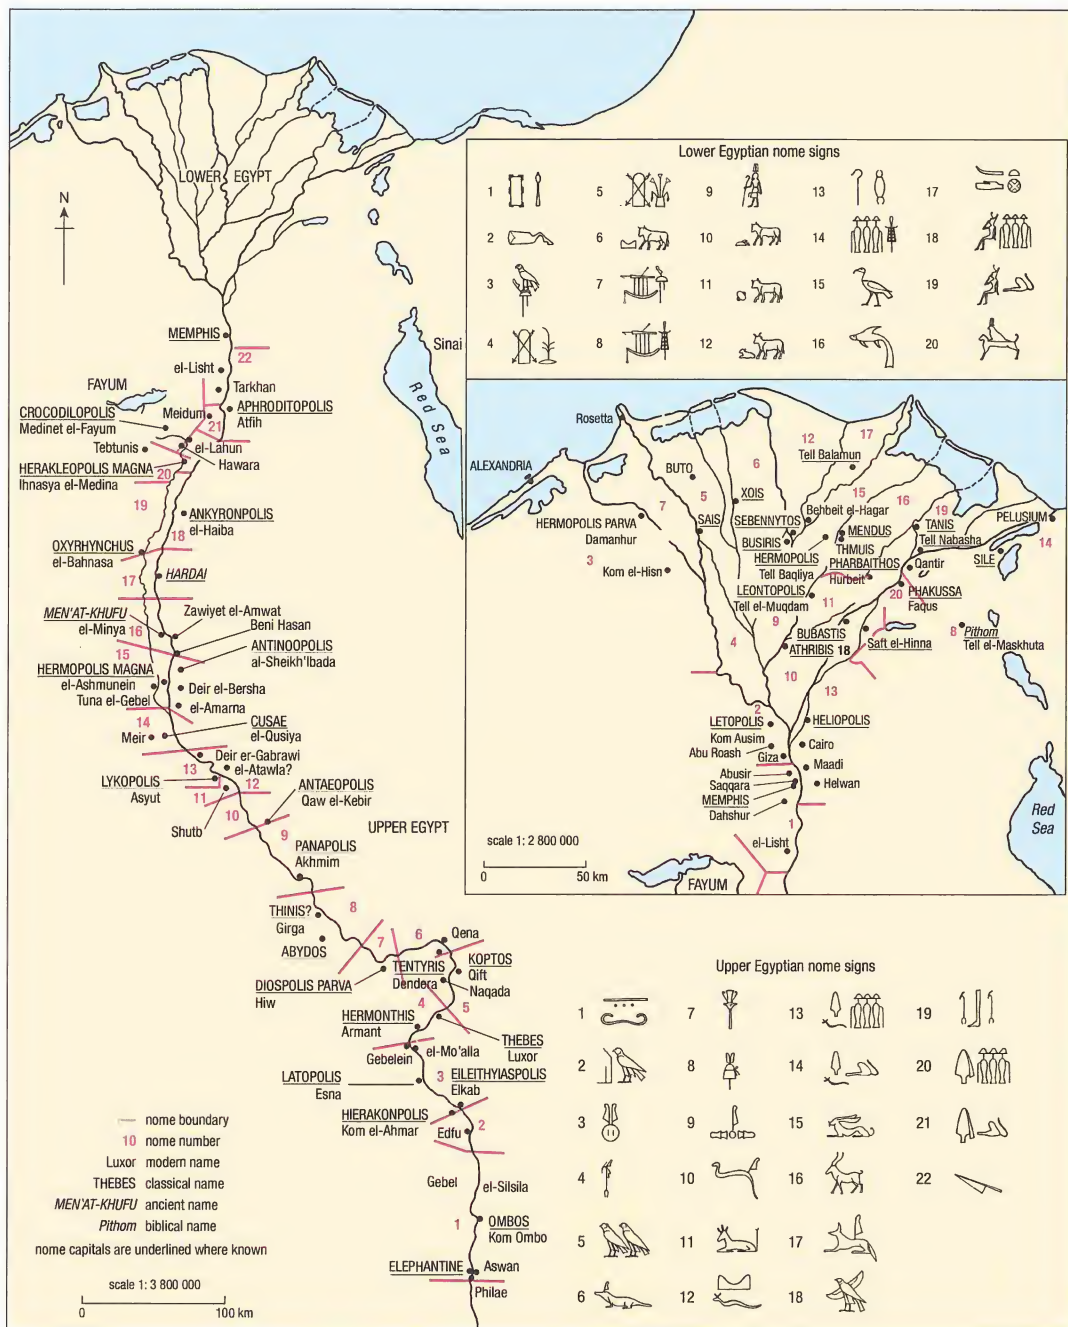 LOWER EGYPT
N
MEMPHIS
22
el-Lisht
Sinai
FAYUM
Tarkhan
CROCODILOPOLIS
Medinet el-Fayum
Meidum
APHRODITOPOLIS
Atfih
21
Tebtunis
el-Lahun
Hawara
HERAKLEOPOLIS MAGNA
Ihnasya el-Medina
20
19
ANKYRONPOLIS
el-Haiba
18
OXYRHYNCHUS
el-Bahnasa
17
HARDAI
MEN'AT-KHUFU
el-Minya
16
Zawiyet el-Amwat
Beni Hasan
15
ANTINOOPOLIS
al-Sheikh'Ibada
HERMOPOLIS MAGNA
el-Ashmunein
Tuna el-Gebel
Deir el-Bersha
el-Amarna
14
Meir
CUSAE
el-Qusiya
Deir er-Gabrawi
el-Atawla?
13
LYKOPOLIS
Asyut
12
11
Shutb
10
ANTAEOPOLIS
Qaw el-Kebir
9
UPPER EGYPT
PANAPOLIS
Akhmim
8
THINIS?
Girga
ABYDOS
7
6
Qena
DIOSPOLIS PARVA
Hiw
TENTYRIS
Dendera
KOPTOS
Qift
Naqada
4
5
HERMONTHIS
Armant
THEBES
Luxor
Gebelein
el-Mo'alla
3
LATOPOLIS
Esna
EILEITHYIASPOLIS
Elkab
HIERAKONPOLIS
Kom el-Ahmar
2
Edfu
Gebel
el-Silsila
1
OMBOS
Kom Ombo
ELEPHANTINE
Aswan
Philae
Red
Sea
nome boundary
10 nome number
Luxor modern name
THEBES classical name
MEN'AT-KHUFU ancient name
Pithom biblical name
nome capitals are underlined where known
scale 1: 3 800 000
0 100 km
Lower Egyptian nome signs
1 5 9 13 17
2 6 10 14 18
3 7 11 15 19
4 8 12 16 20
Rosetta
ALEXANDRIA
12
17
Tell Balamun
6
BUTO
5
7
XOIS
15
16
HERMOPOLIS PARVA
Damanhur
SAIS
SEBENNYTOS
Behbeit el-Hagar
19
TANIS
Tell Nabasha
PELUSIUM
14
BUSIRIS
MENDUS
THMUIS
HERMOPOLIS
Tell Baqliya
SILE
3
Kom el-Hisn
PHARBAITHOS
Hurbeit
Qantir
LEONTOPOLIS
Tell el-Muqdam
11
20
PHAKUSSA
Faqus
9
4
BUBASTIS
ATHRIBIS 18
Saft el-Hinna
8
Pithom
Tell el-Maskhuta
10
13
2
LETOPOLIS
Kom Ausim
HELIOPOLIS
Abu Roash
Cairo
Giza
Maadi
Abusir
Saqqara
Helwan
MEMPHIS
Dahshur
1
el-Lisht
FAYUM
Red
Sea
scale 1: 2 800 000
0 50 km
Upper Egyptian nome signs
1 7 13 19
2 8 14 20
3 9 15 21
4 10 16 22
5 11 17
6 12 18